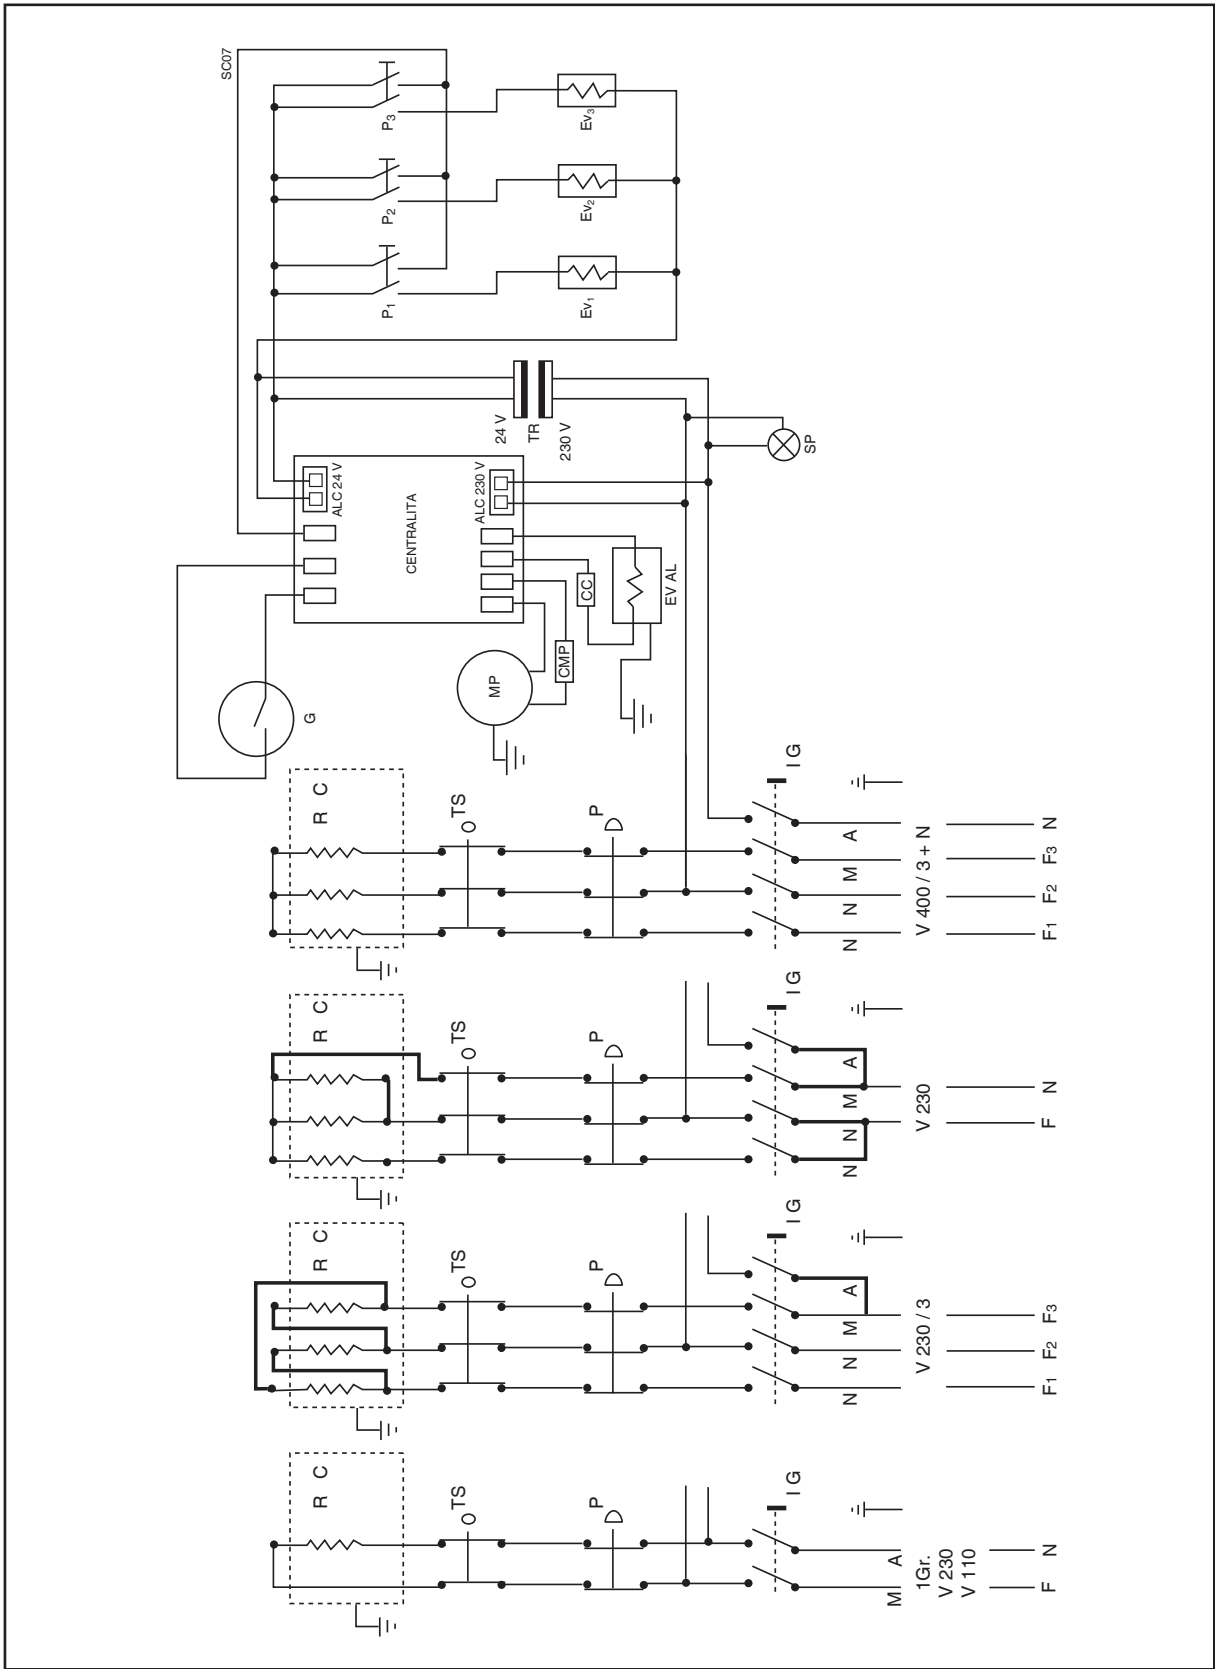 SC07
P1
P2
P3
Ev1
Ev2
Ev3
24 V
TR
230 V
SP
ALC 24 V
CENTRALITA
ALC 230 V
CC
EV AL
CMP
MP
G
R C
TS
P
I G
N N M A
V 400 / 3 + N
F1 F2 F3 N
R C
TS
P
I G
N N M A
V 230
F N
R C
TS
P
I G
N N M A
V 230 / 3
F1 F2 F3
R C
TS
P
I G
M A
1Gr.
V 230
V 110
F N